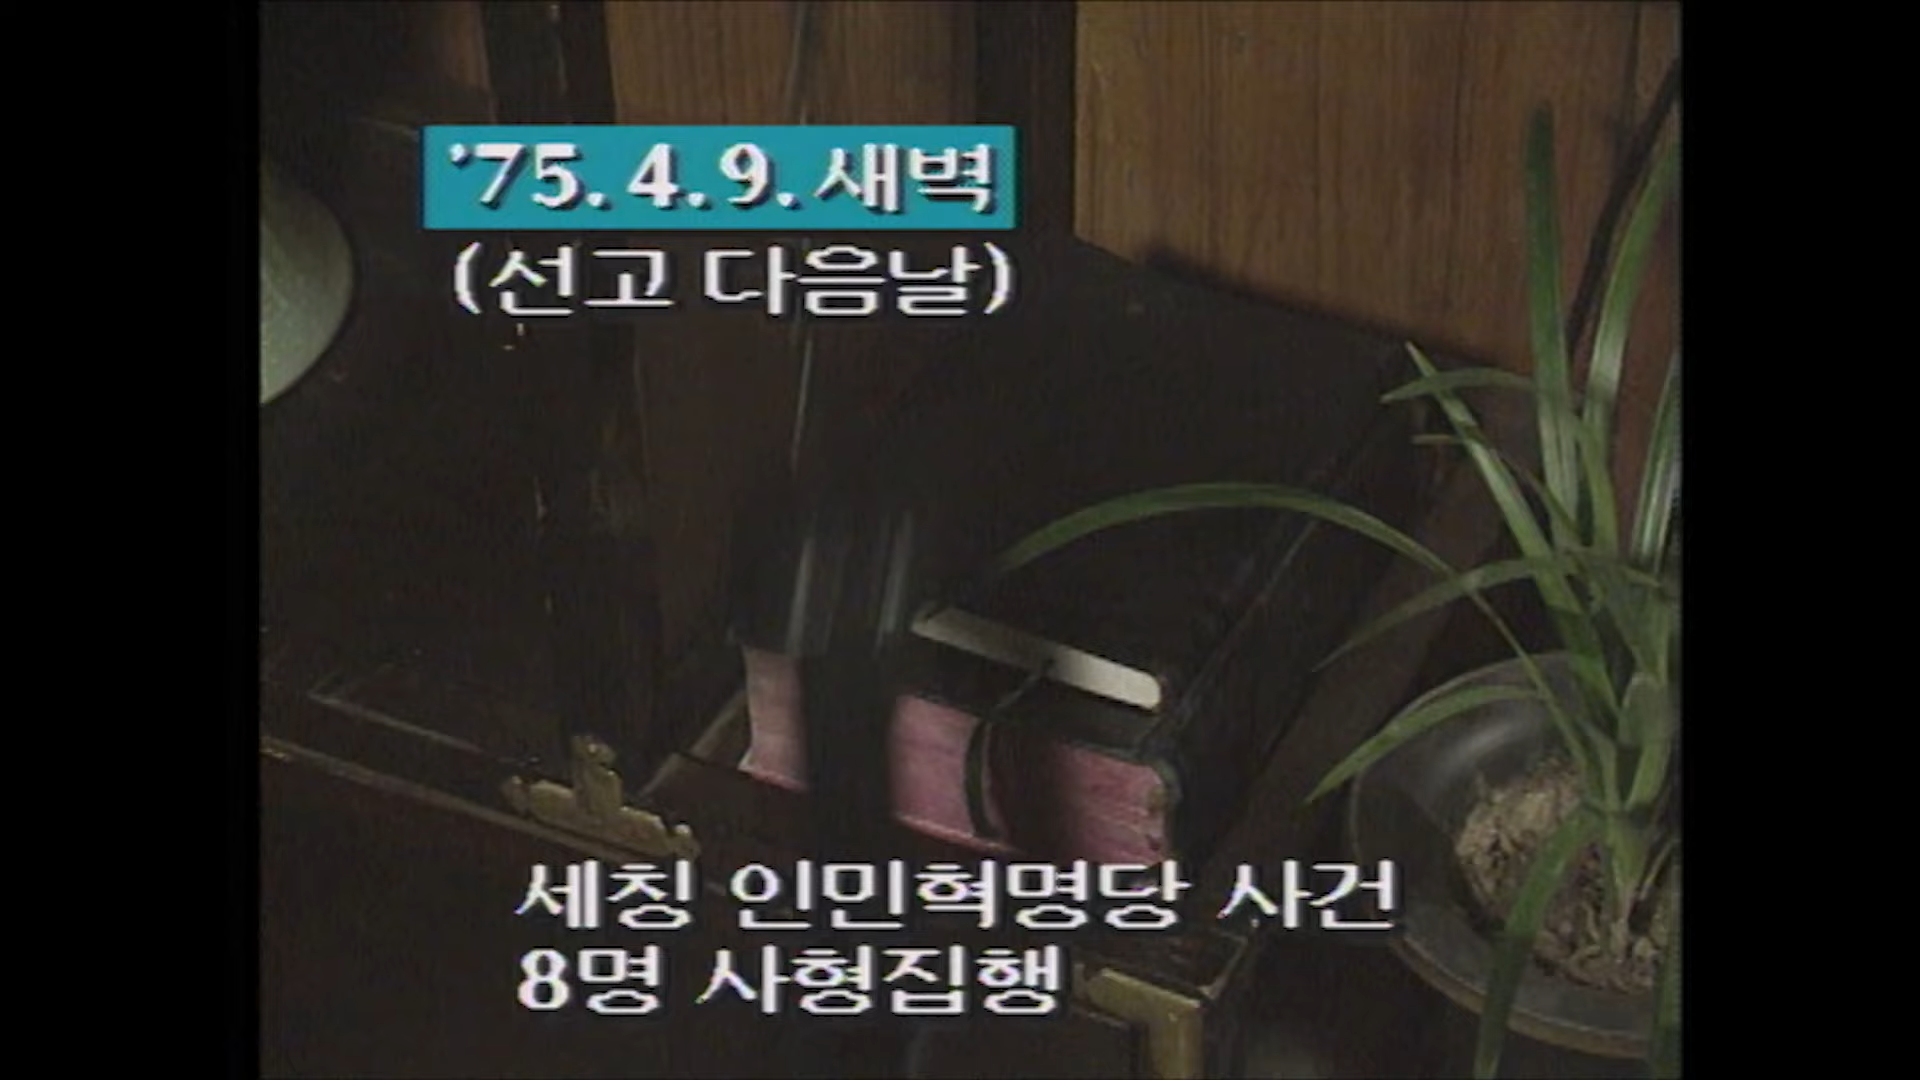 '75. 4. 9. 새벽
(선고 다음날)
세칭 인민혁명당 사건
8명 사형집행